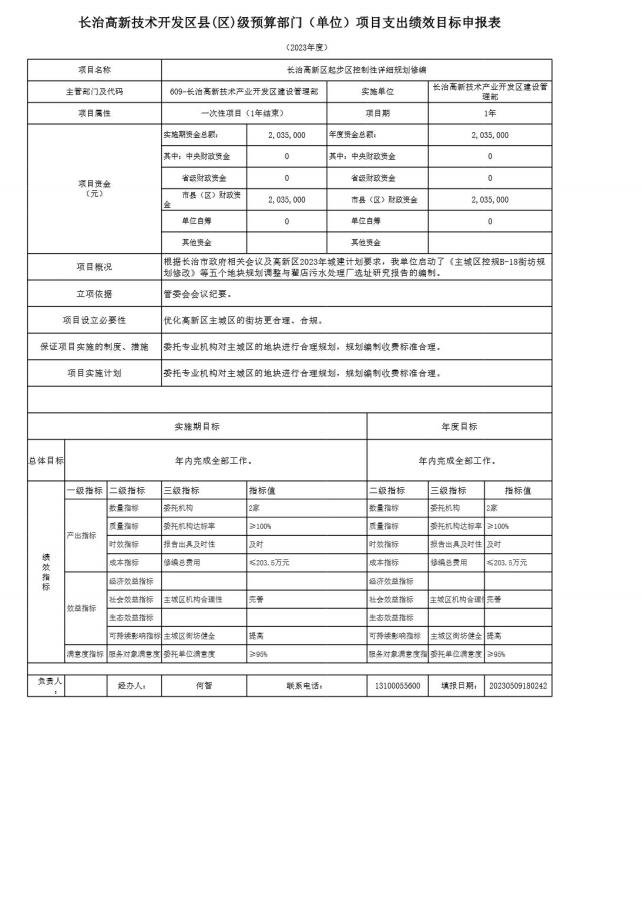 长治高新技术开发区县(区)级预算部门（单位）项目支出绩效目标申报表
（2023年度）
项目名称 长治高新区起步区控制性详细规划修编
主管部门及代码 609-长治高新技术产业开发区建设管理部 实施单位 长治高新技术产业开发区建设管
理部
项目属性 一次性项目（1年结束） 项目期 1年
项目资金
（元）
实施期资金总额： 2,035,000 年度资金总额： 2,035,000
其中：中央财政资金 0 其中：中央财政资金 0
省级财政资金 0 省级财政资金 0
市县（区）财政资
金 2,035,000 市县（区）财政资金 2,035,000
单位自筹 0 单位自筹 0
其他资金 其他资金
项目概况 根据长治市政府相关会议及高新区2023年城建计划要求，我单位启动了《主城区控规B-18街坊规
划修改》等五个地块规划调整与翟店污水处理厂选址研究报告的编制。
立项依据 管委会会议纪要。
项目设立必要性 优化高新区主城区的街坊更合理、合规。
保证项目实施的制度、措施 委托专业机构对主城区的地块进行合理规划，规划编制收费标准合理。
项目实施计划 委托专业机构对主城区的地块进行合理规划，规划编制收费标准合理。
实施期目标 年度目标
总体目标 年内完成全部工作。 年内完成全部工作。
绩效指标
一级指标 二级指标 三级指标 指标值 二级指标 三级指标 指标值
产出指标
数量指标 委托机构 2家 数量指标 委托机构 2家
质量指标 委托机构达标率 ≥100% 质量指标 委托机构达标率 ≥100%
时效指标 报告出具及时性 及时 时效指标 报告出具及时性 及时
成本指标 修编总费用 ≤203.5万元 成本指标 修编总费用 ≤203.5万元
效益指标
经济效益指标 经济效益指标
社会效益指标 主城区机构合理性 完善 社会效益指标 主城区机构合理性 完善
生态效益指标 生态效益指标
可持续影响指标 主城区街坊健全 提高 可持续影响指标 主城区街坊健全 提高
满意度指标 服务对象满意度 委托单位满意度 ≥95% 服务对象满意度指 委托单位满意度 ≥95%
负责人
： 经办人： 何智 联系电话： 13100055600 填报日期： 20230509180242